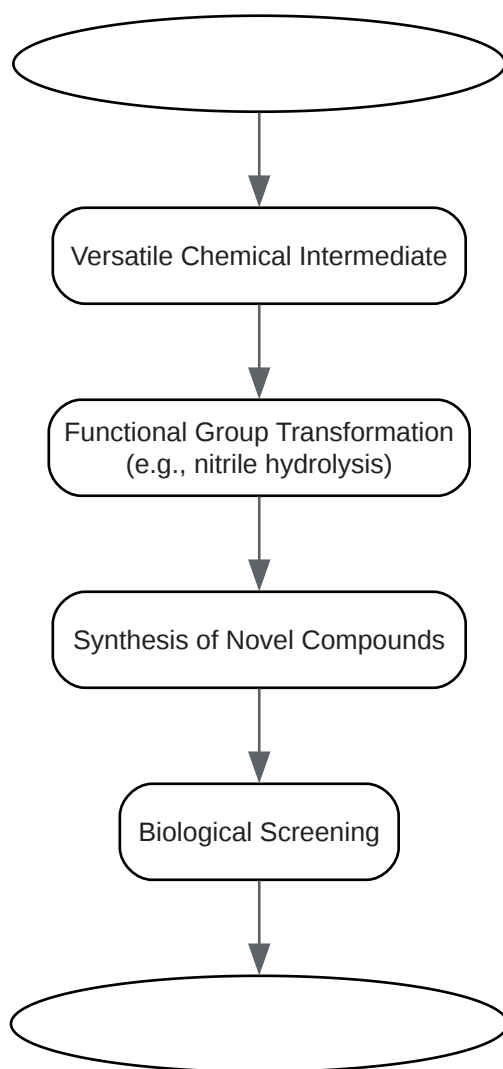 Versatile Chemical Intermediate
Functional Group Transformation
(e.g., nitrile hydrolysis)
Synthesis of Novel Compounds
Biological Screening